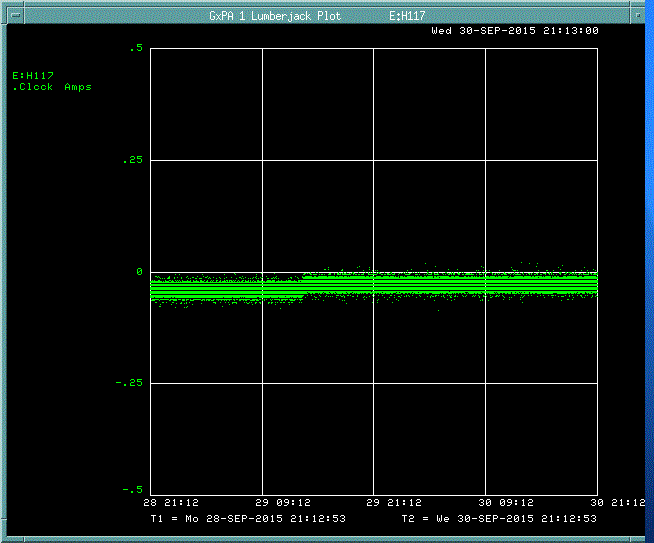 GxPA 1 Lumberjack Plot E:H117
Wed 30-SEP-2015 21:13:00
.5
E:H117
.Clock Amps
.25
0
-.25
-.5
28 21:12 29 09:12 29 21:12 30 09:12 30 21:12
T1 = Mo 28-SEP-2015 21:12:53 T2 = We 30-SEP-2015 21:12:53